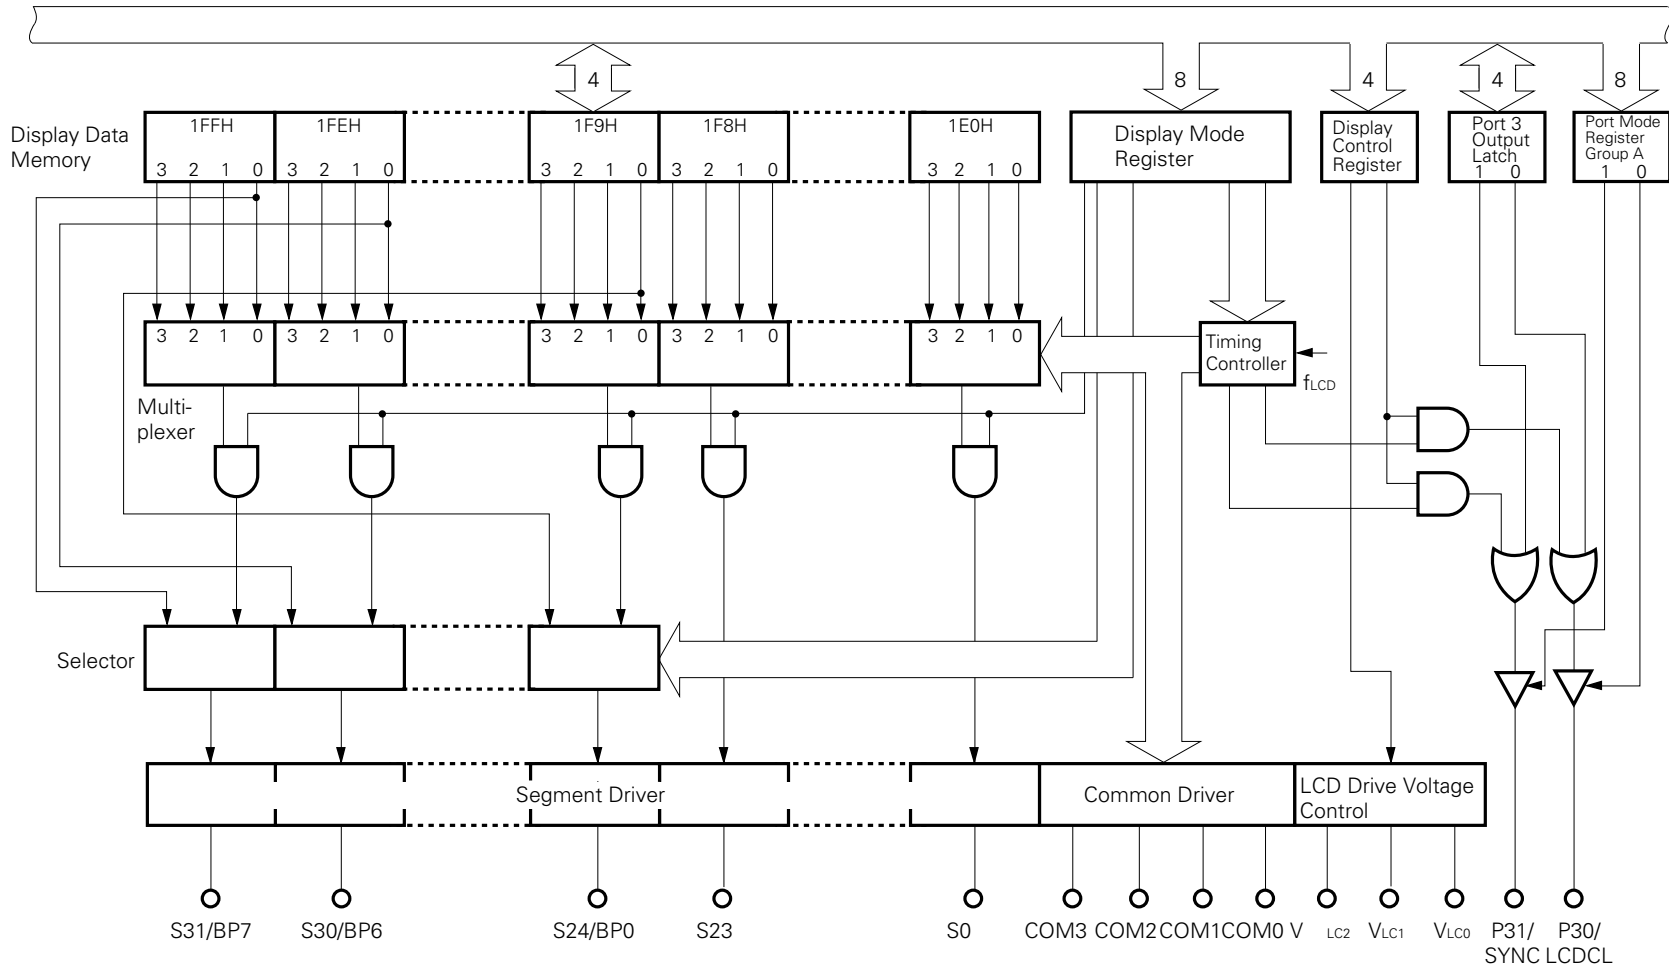 4 8 4 4 8
Display Data
Memory
1FFH 1FEH 1F9H 1F8H 1E0H
3 2 1 0 3 2 1 0 3 2 1 0 3 2 1 0 3 2 1 0
Display Mode
Register
Display
Control
Register
Port 3
Output
Latch
1 0
Port Mode
Register
Group A
1 0
3 2 1 0 3 2 1 0 3 2 1 0 3 2 1 0 3 2 1 0
Timing
Controller
fLCD
Multi-
plexer
Selector
Segment Driver
Common Driver
LCD Drive Voltage
Control
S31/BP7 S30/BP6 S24/BP0 S23 S0 COM3 COM2 COM1 COM0 V LC2 VLC1 VLC0 P31/ P30/
SYNC LCDCL